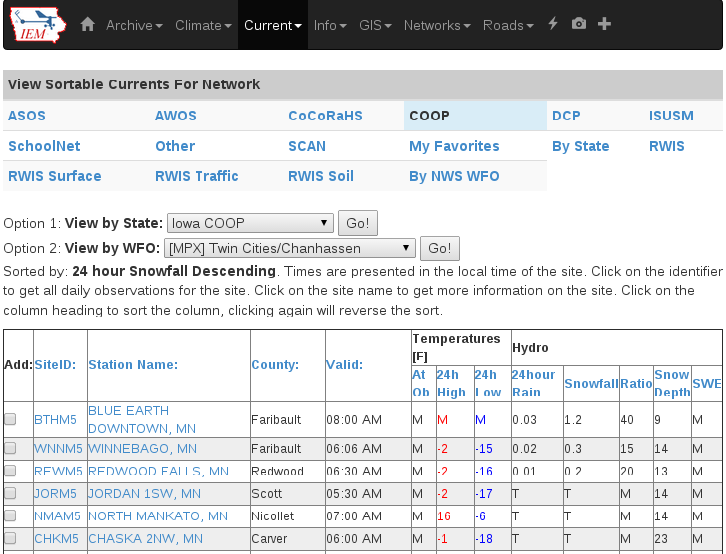 IEM Archive Climate Current Info GIS Networks Roads
View Sortable Currents For Network
ASOS AWOS CoCoRaHS COOP DCP ISUSM
SchoolNet Other SCAN My Favorites By State RWIS
RWIS Surface RWIS Traffic RWIS Soil By NWS WFO
Option 1: View by State: Iowa COOP Go!
Option 2: View by WFO: [MPX] Twin Cities/Chanhassen Go!
Sorted by: 24 hour Snowfall Descending. Times are presented in the local time of the site. Click on the identifier
to get all daily observations for the site. Click on the site name to get more information on the site. Click on the
column heading to sort the column, clicking again will reverse the sort.
Add: SiteID: Station Name: County: Valid: Temperatures [F] Hydro
At Ob 24h High 24h Low 24hour Rain Snowfall Ratio Snow Depth SWE
BTHM5 BLUE EARTH DOWNTOWN, MN Faribault 08:00 AM M M M 0.03 1.2 40 9 M
WNNM5 WINNEBAGO, MN Faribault 06:06 AM M -2 -15 0.02 0.3 15 14 M
REWM5 REDWOOD FALLS, MN Redwood 06:30 AM M -2 -16 0.01 0.2 20 13 M
JORM5 JORDAN 1SW, MN Scott 05:30 AM M -2 -17 T T M 14 M
NMAM5 NORTH MANKATO, MN Nicollet 07:00 AM M 16 -6 T T M 14 M
CHKM5 CHASKA 2NW, MN Carver 06:00 AM M -1 -18 T T M 23 M